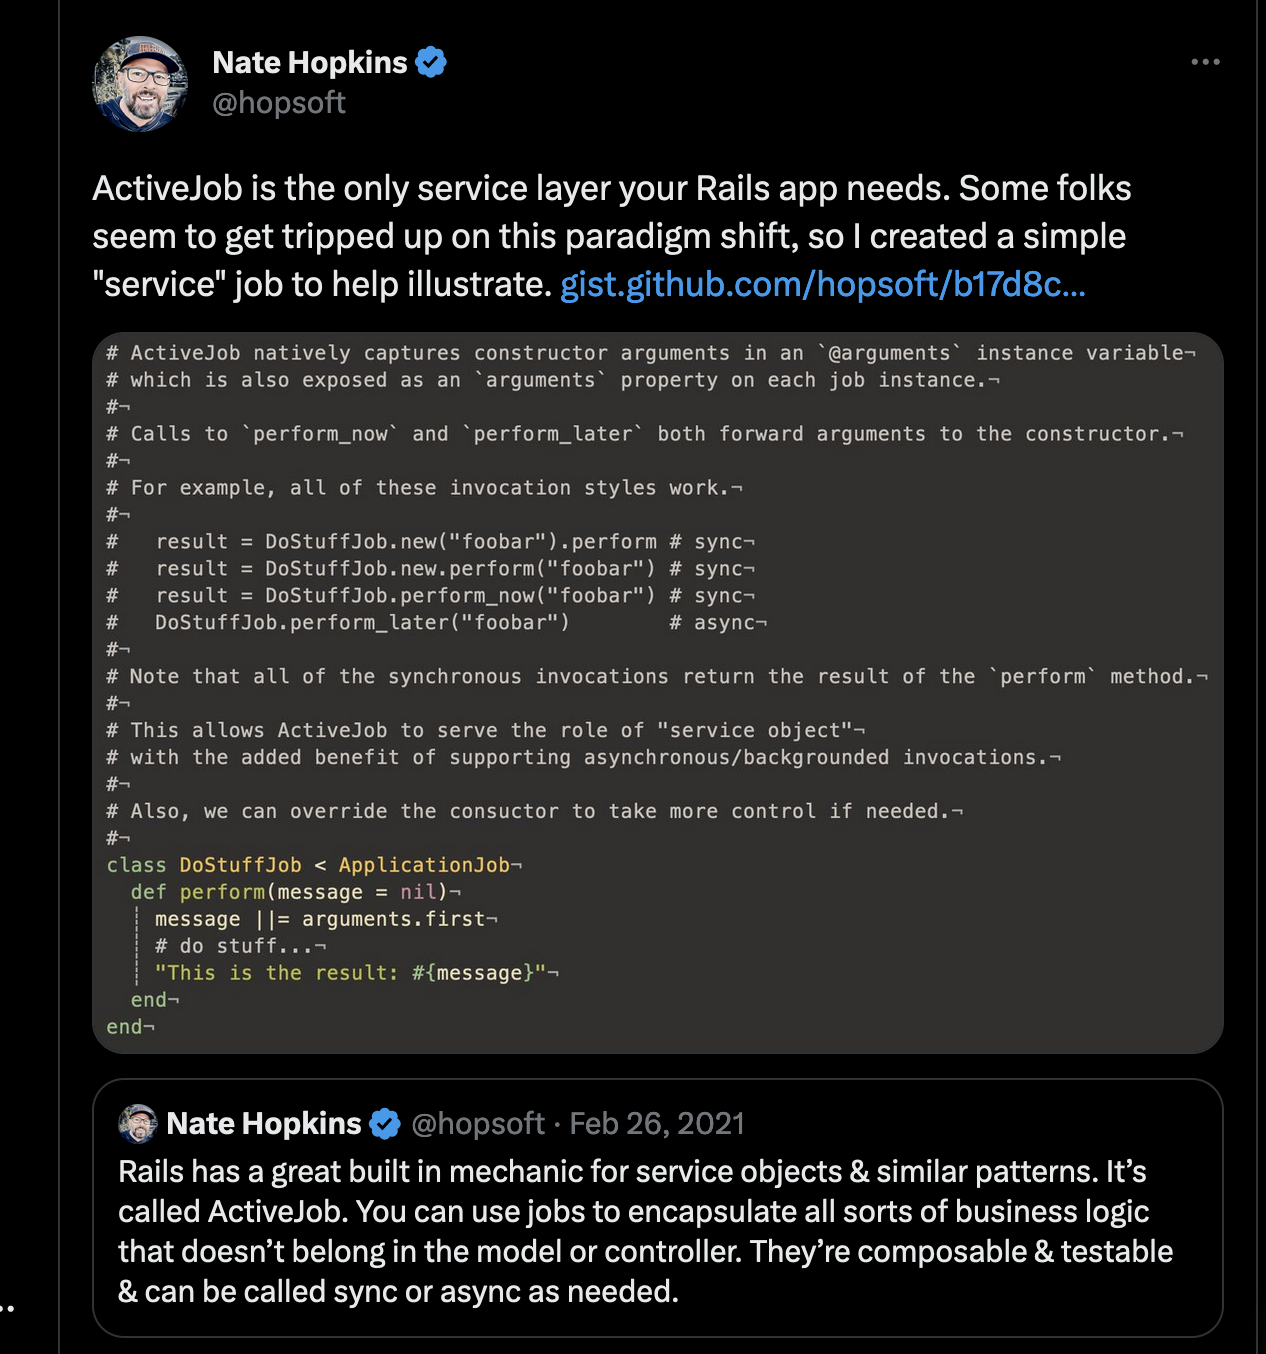 Nate Hopkins
@hopsoft
ActiveJob is the only service layer your Rails app needs. Some folks
seem to get tripped up on this paradigm shift, so I created a simple
"service" job to help illustrate. gist.github.com/hopsoft/b17d8c...
# ActiveJob natively captures constructor arguments in an `@arguments` instance variable¬
# which is also exposed as an `arguments` property on each job instance.¬
#¬
# Calls to `perform_now` and `perform_later` both forward arguments to the constructor.¬
#¬
# For example, all of these invocation styles work.¬
#¬
#   result = DoStuffJob.new("foobar").perform # sync¬
#   result = DoStuffJob.new.perform("foobar") # sync¬
#   result = DoStuffJob.perform_now("foobar") # sync¬
#   DoStuffJob.perform_later("foobar")        # async¬
#¬
# Note that all of the synchronous invocations return the result of the `perform` method.¬
#¬
# This allows ActiveJob to serve the role of "service object"¬
# with the added benefit of supporting asynchronous/backgrounded invocations.¬
#¬
# Also, we can override the consuctor to take more control if needed.¬
#¬
class DoStuffJob < ApplicationJob¬
  def perform(message = nil)¬
    message ||= arguments.first¬
    # do stuff...¬
    "This is the result: #{message}"¬
  end¬
end¬
Nate Hopkins @hopsoft · Feb 26, 2021
Rails has a great built in mechanic for service objects & similar patterns. It’s
called ActiveJob. You can use jobs to encapsulate all sorts of business logic
that doesn’t belong in the model or controller. They’re composable & testable
& can be called sync or async as needed.